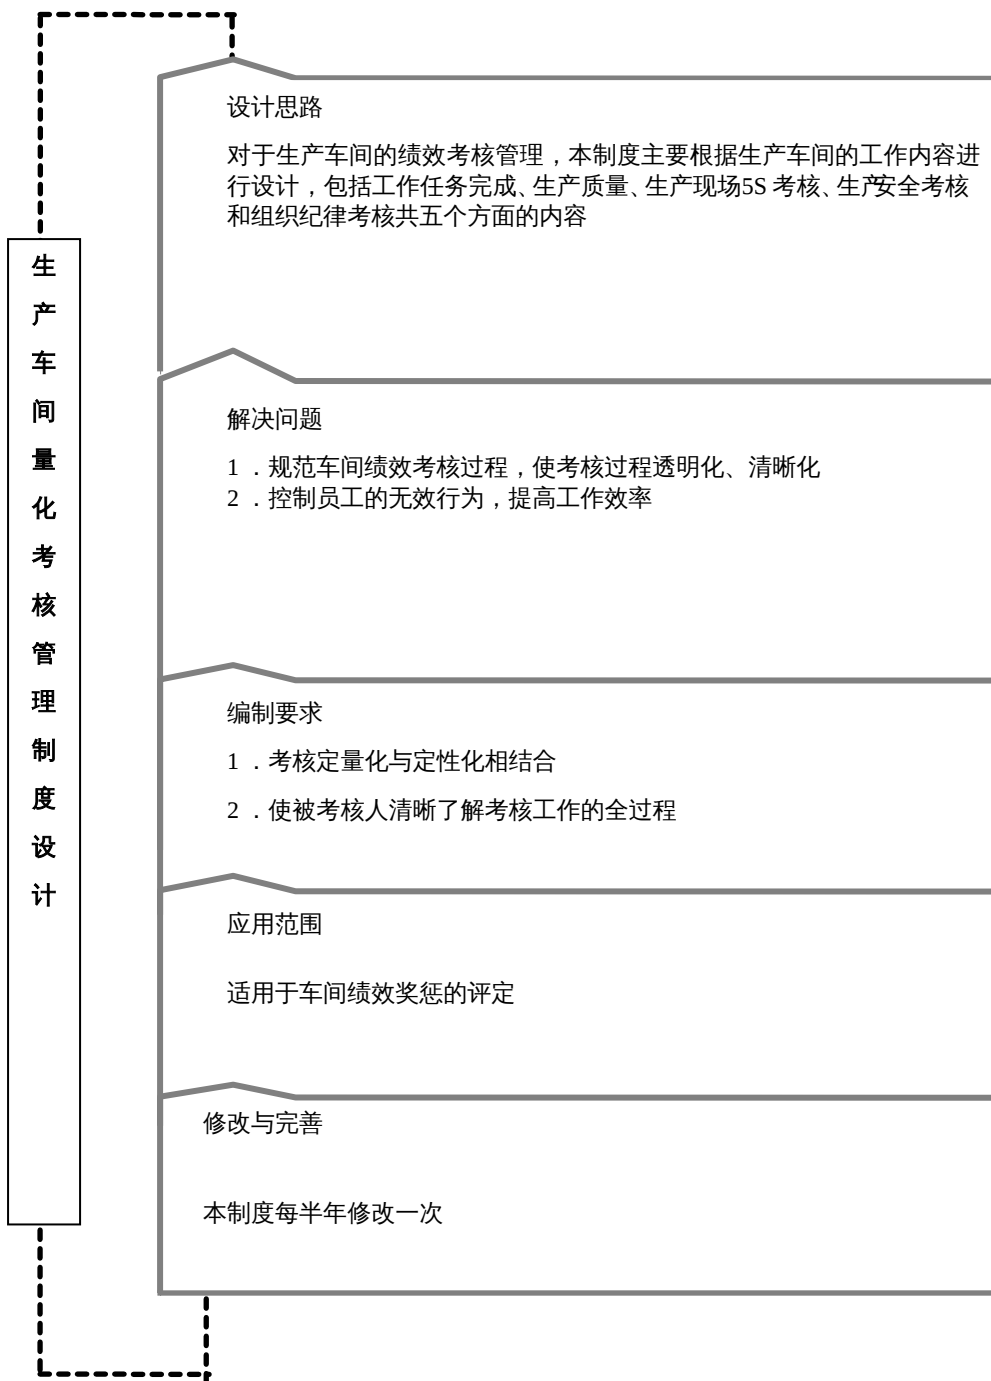 生产车间量化考核管理制度设计
设计思路
对于生产车间的绩效考核管理，本制度主要根据生产车间的工作内容进
行设计，包括工作任务完成、生产质量、生产现场5S 考核、生产安全考核
和组织纪律考核共五个方面的内容
解决问题
1 ．规范车间绩效考核过程，使考核过程透明化、清晰化
2 ．控制员工的无效行为，提高工作效率
编制要求
1 ．考核定量化与定性化相结合
2 ．使被考核人清晰了解考核工作的全过程
应用范围
适用于车间绩效奖惩的评定
修改与完善
本制度每半年修改一次